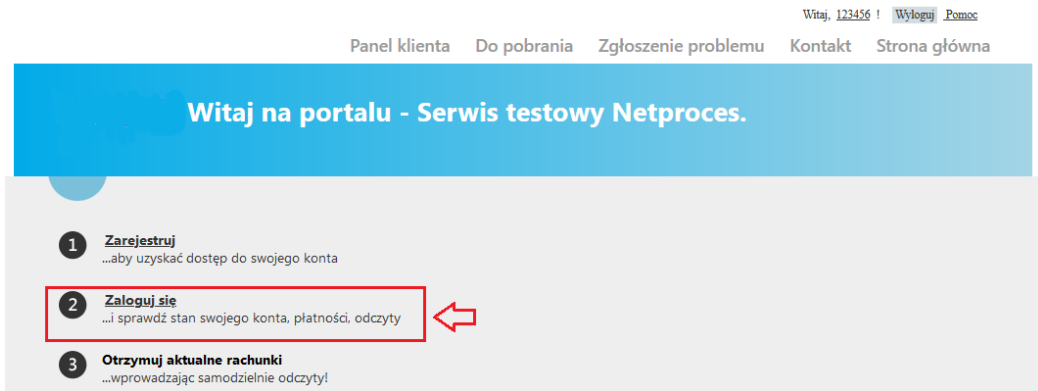 Witaj, 123456 ! Wyloguj Pomoc
Panel klienta Do pobrania Zgłoszenie problemu Kontakt Strona główna
Witaj na portalu - Serwis testowy Netproces.
1 Zarejestruj
...aby uzyskać dostęp do swojego konta
2 Zaloguj się
...i sprawdź stan swojego konta, płatności, odczyty
3 Otrzymuj aktualne rachunki
...wprowadzając samodzielnie odczyty!